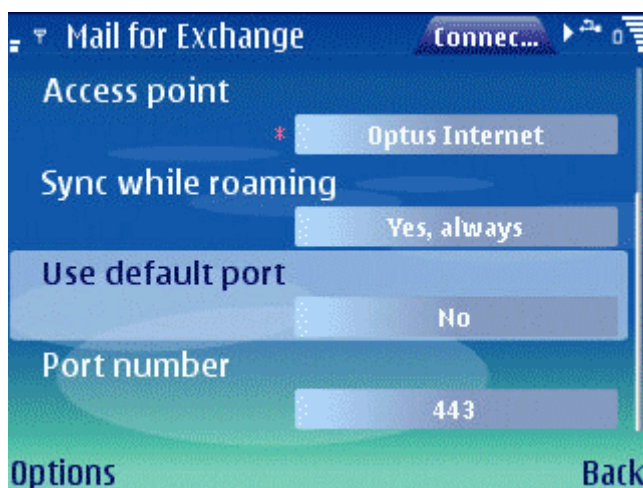 Mail for Exchange Connec...
Access point
* Optus Internet
Sync while roaming
Yes, always
Use default port
No
Port number
443
Options Back